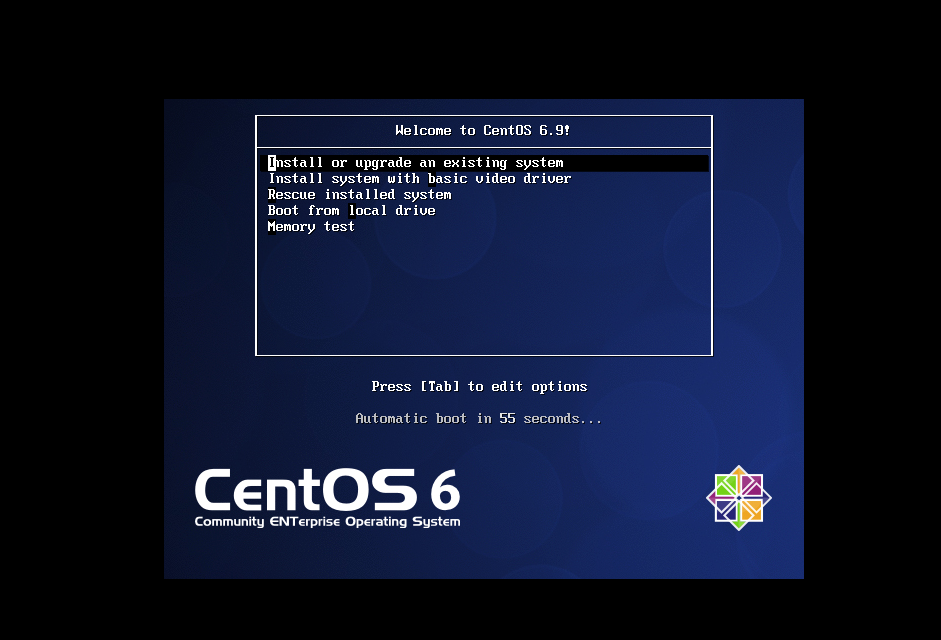 Welcome to CentOS 6.9!
Install or upgrade an existing system
Install system with basic video driver
Rescue installed system
Boot from local drive
Memory test
Press [Tab] to edit options
Automatic boot in 55 seconds...
CentOS 6
Community ENTerprise Operating System